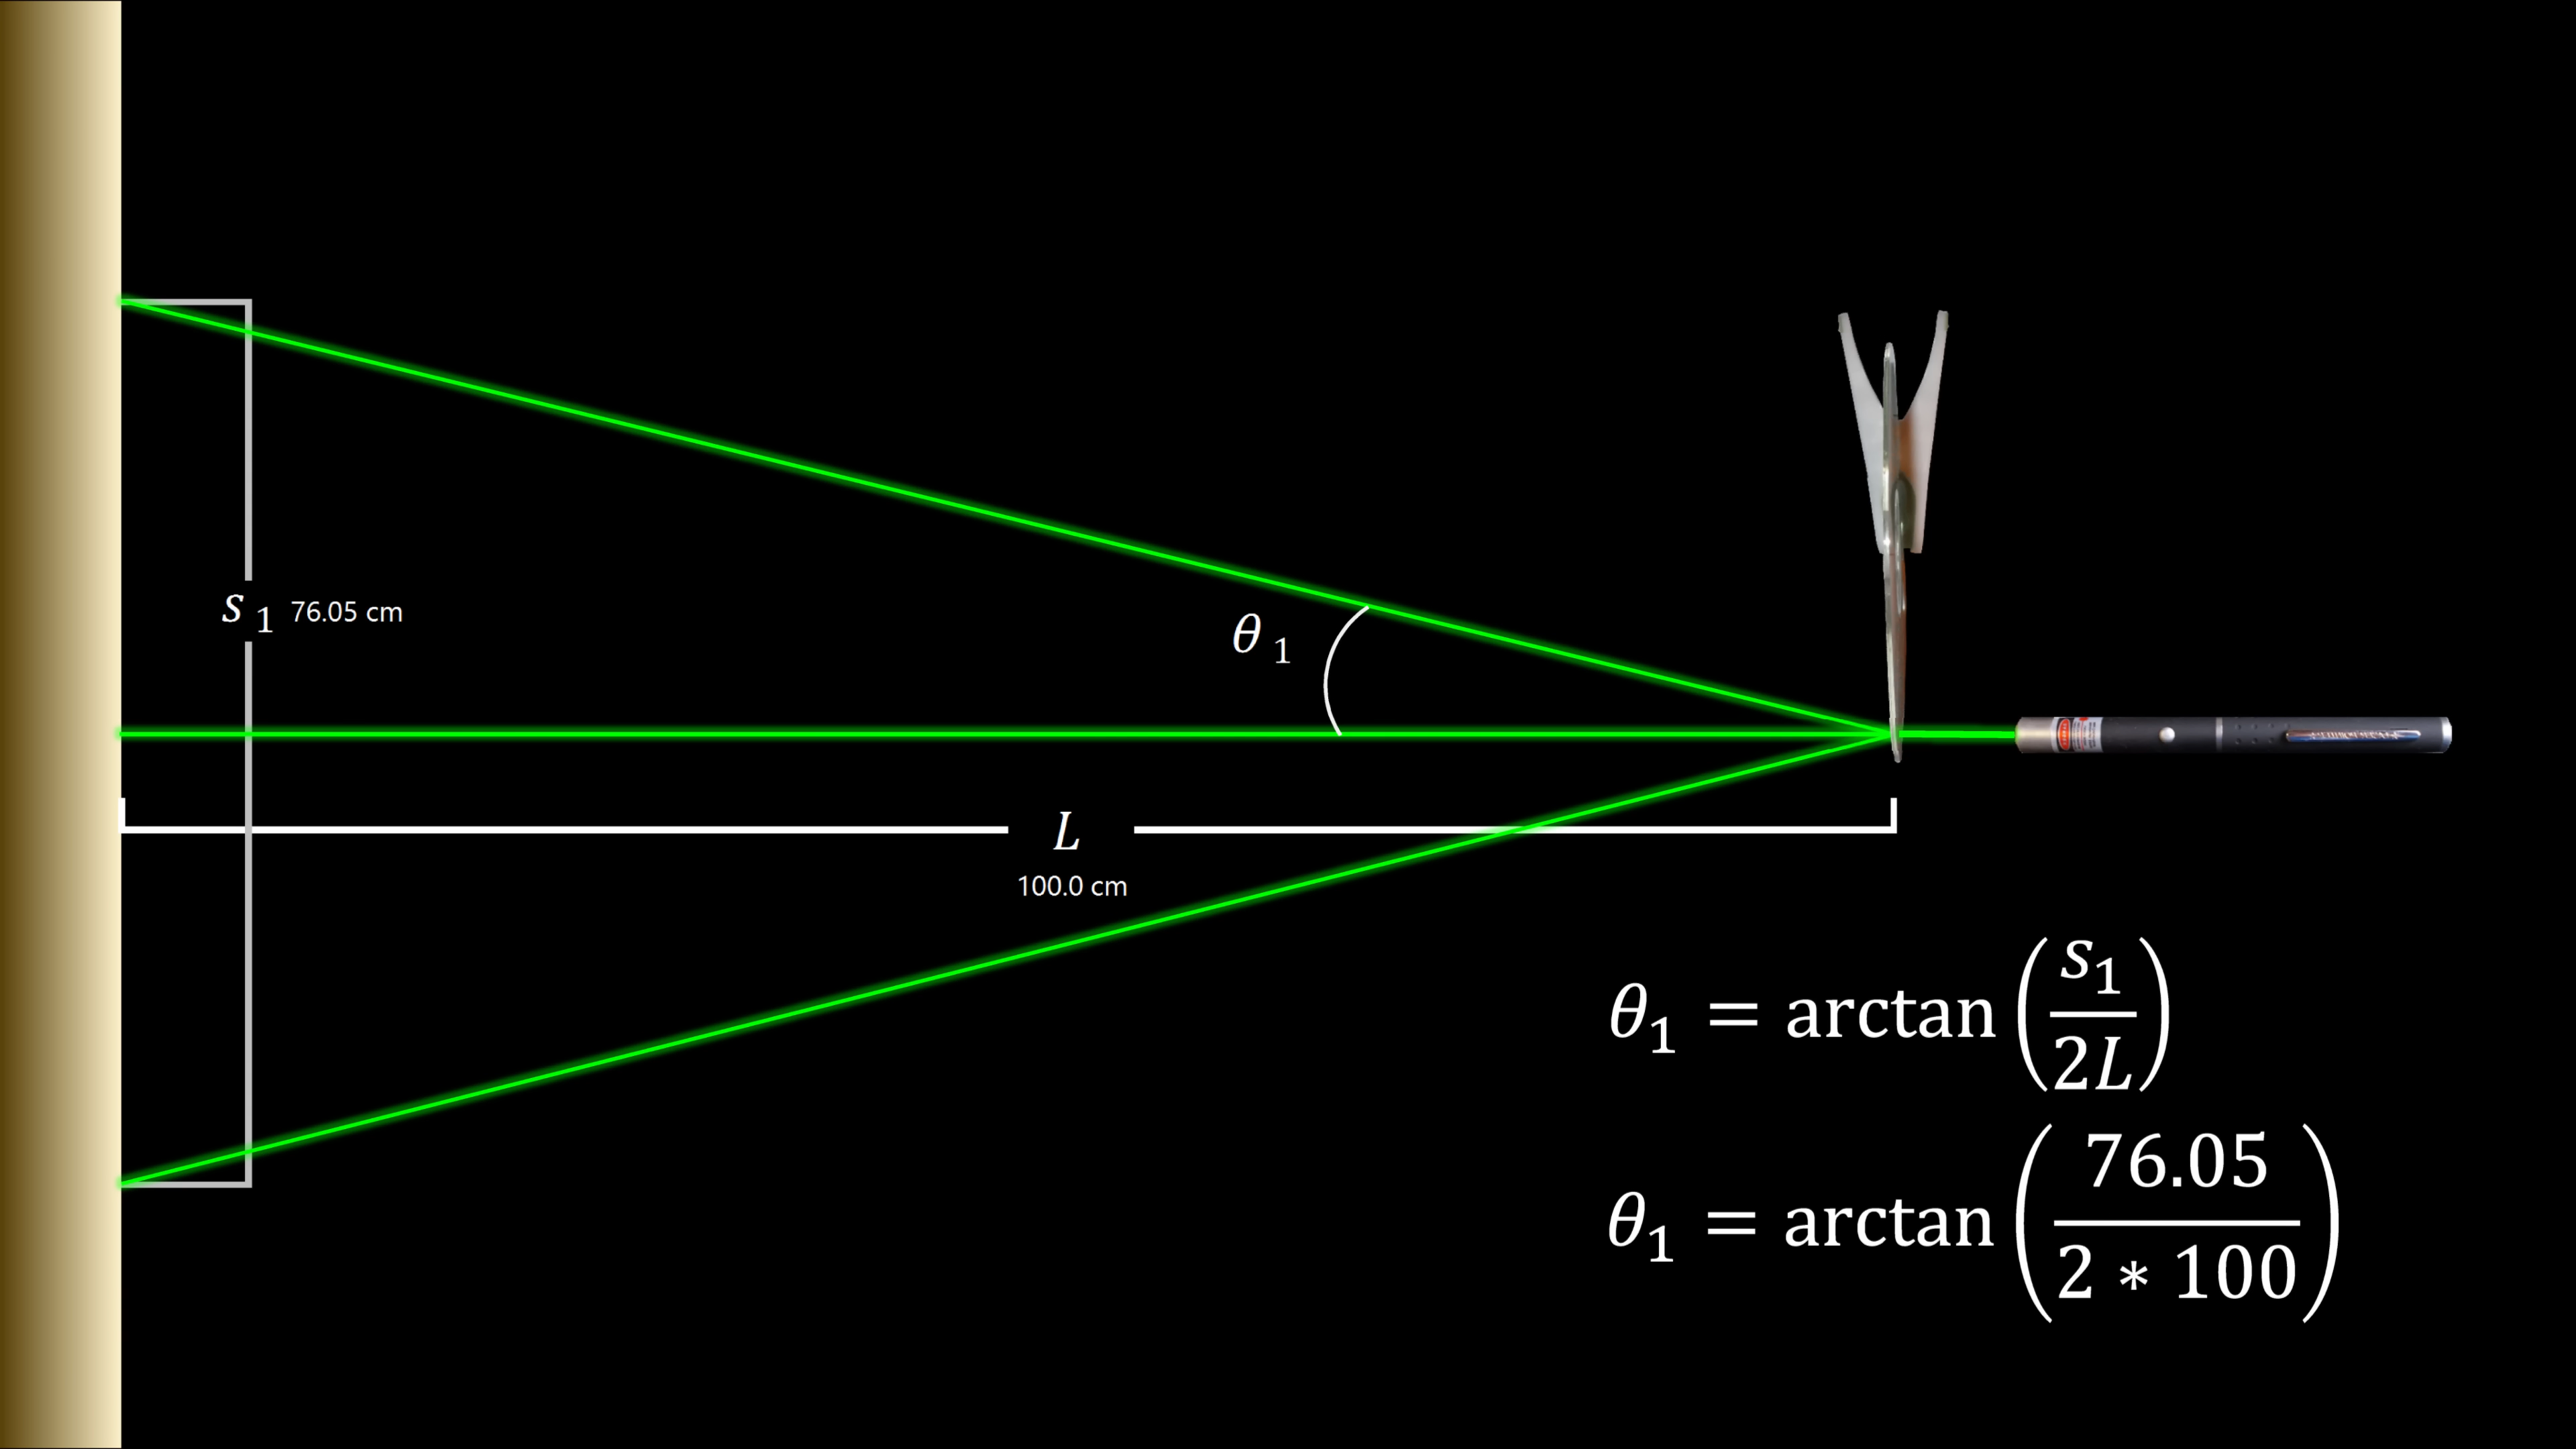 s 1 76.05 cm
θ 1
L
100.0 cm
θ₁ = arctan (s₁/2L)
θ₁ = arctan (76.05/2 * 100)